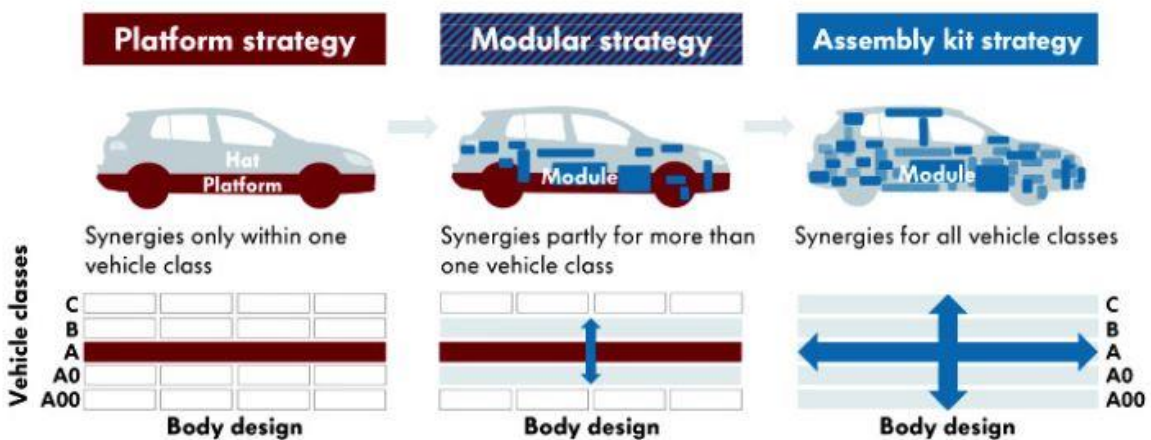 Platform strategy
Modular strategy
Assembly kit strategy
Hat
Platform
Module
Module
Synergies only within one
vehicle class
Synergies partly for more than
one vehicle class
Synergies for all vehicle classes
Vehicle classes
C
B
A
A0
A00
C
B
A
A0
A00
Body design
Body design
Body design